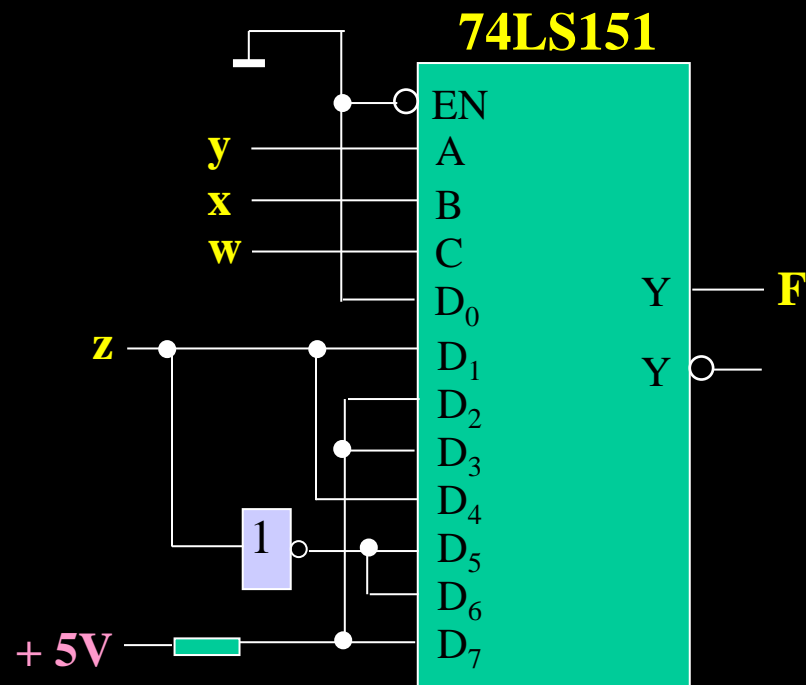 74LS151
EN
y A
x B
w C
D₀ Y F
z D₁
Y
D₂
D₃
D₄
1 D₅
D₆
+ 5V D₇